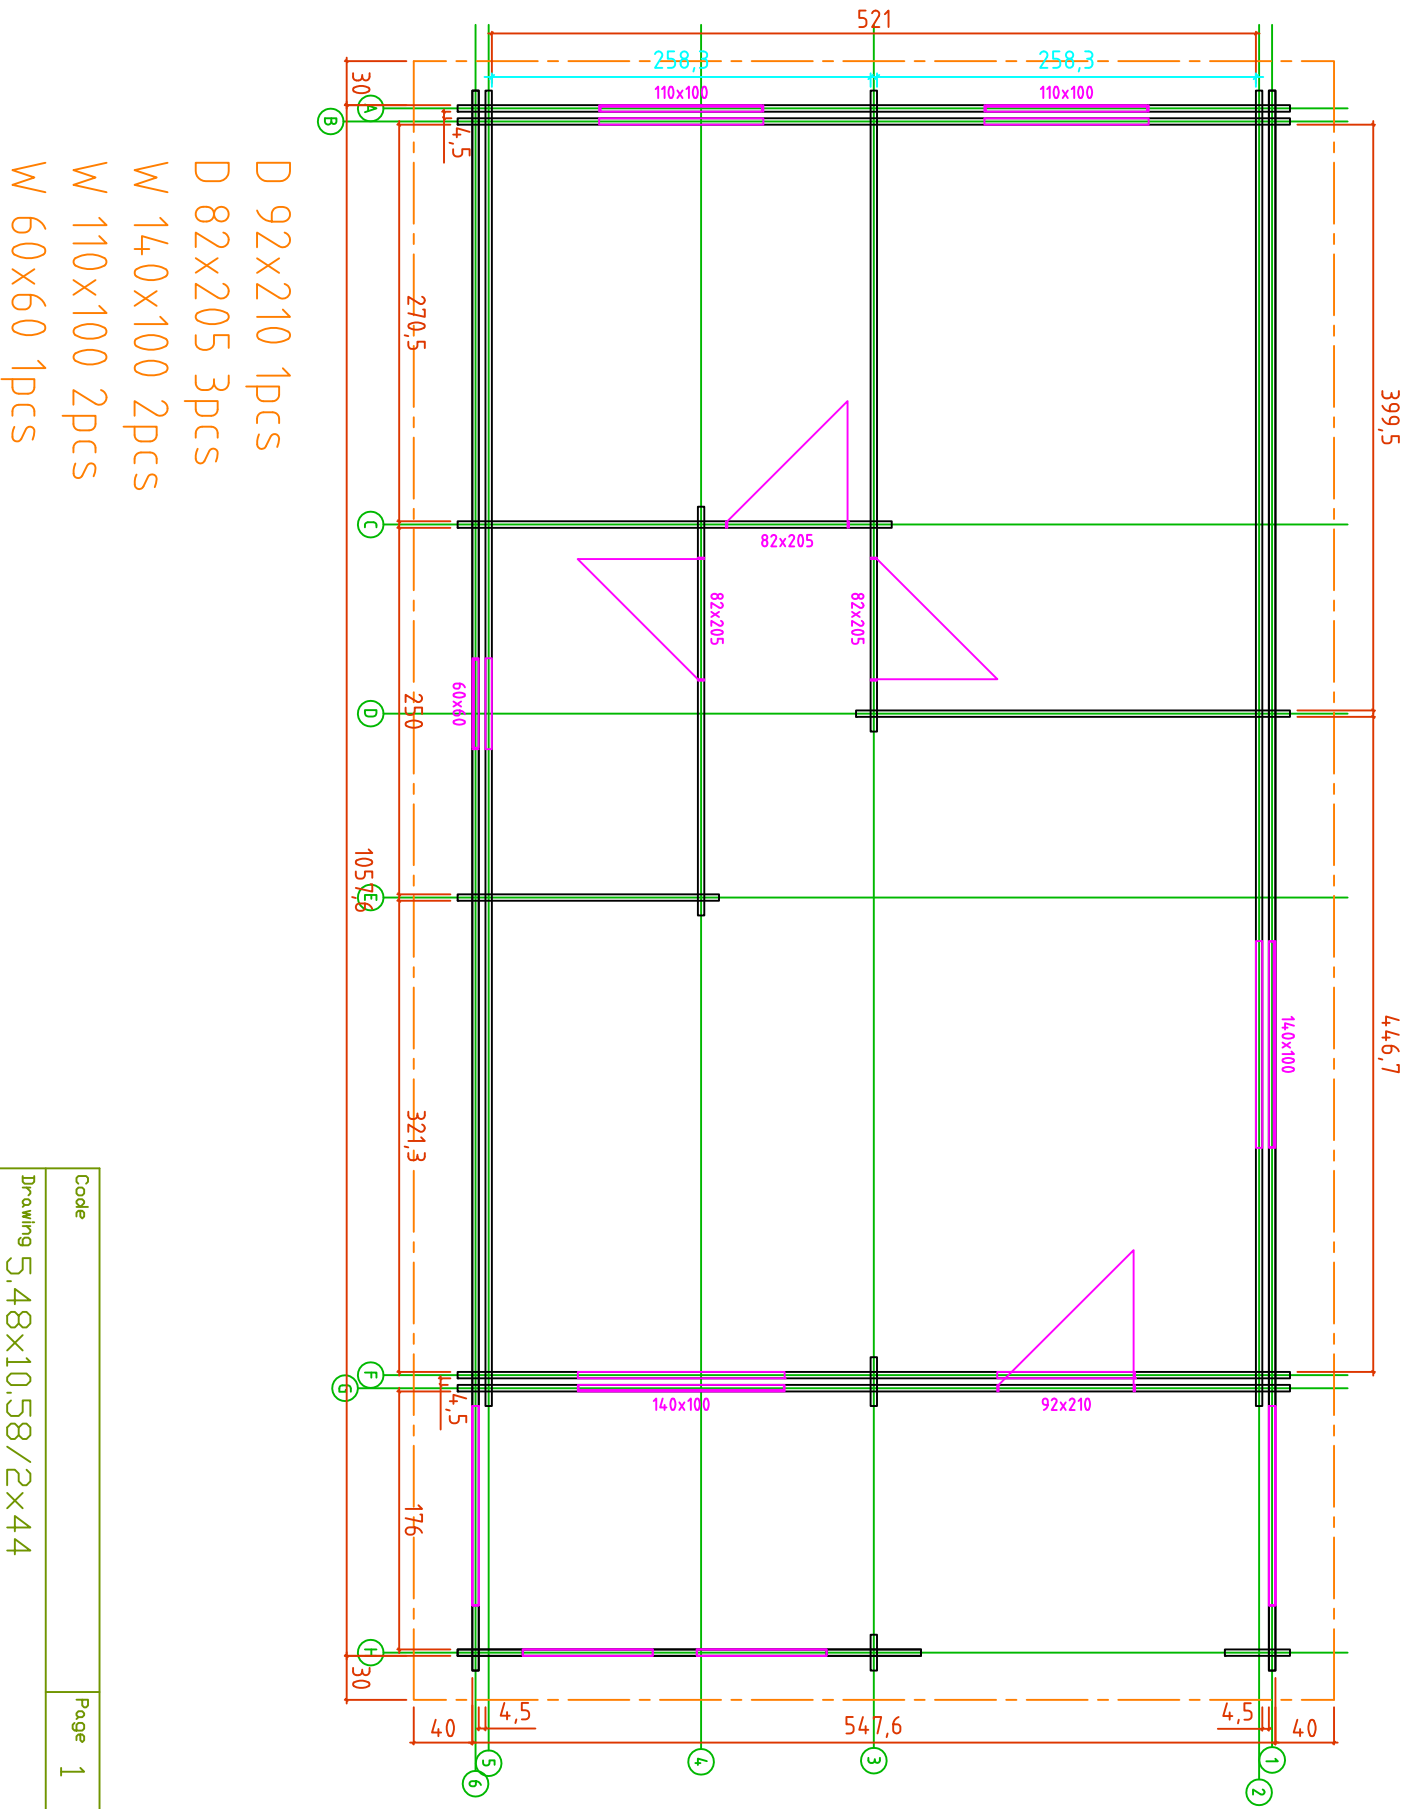 521
258,3
258,3
110x100
110x100
30
A
B
4,5
399,5
270,5
C
82x205
82x205
82x205
60x60
250
D
1057,6
E
446,7
140x100
321,3
F
G
4,5
140x100
92x210
176
H
30
40
4,5
547,6
4,5
40
6
5
4
3
2
1
D 92x210 1pcs
D 82x205 3pcs
W 140x100 2pcs
W 110x100 2pcs
W 60x60 1pcs
Code
Page 1
Drawing 5.48x10.58/2x44